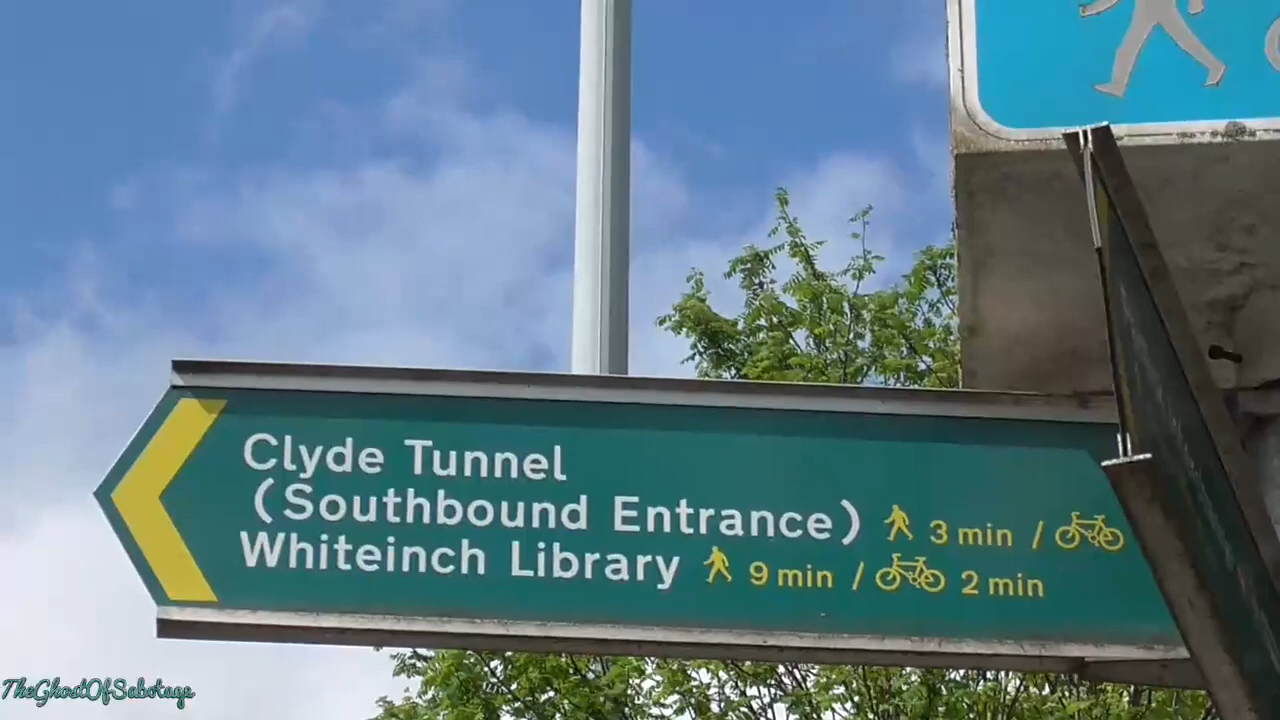 Clyde Tunnel
(Southbound Entrance) 3 min /
Whiteinch Library 9 min / 2 min
TheGhostOfSabotage